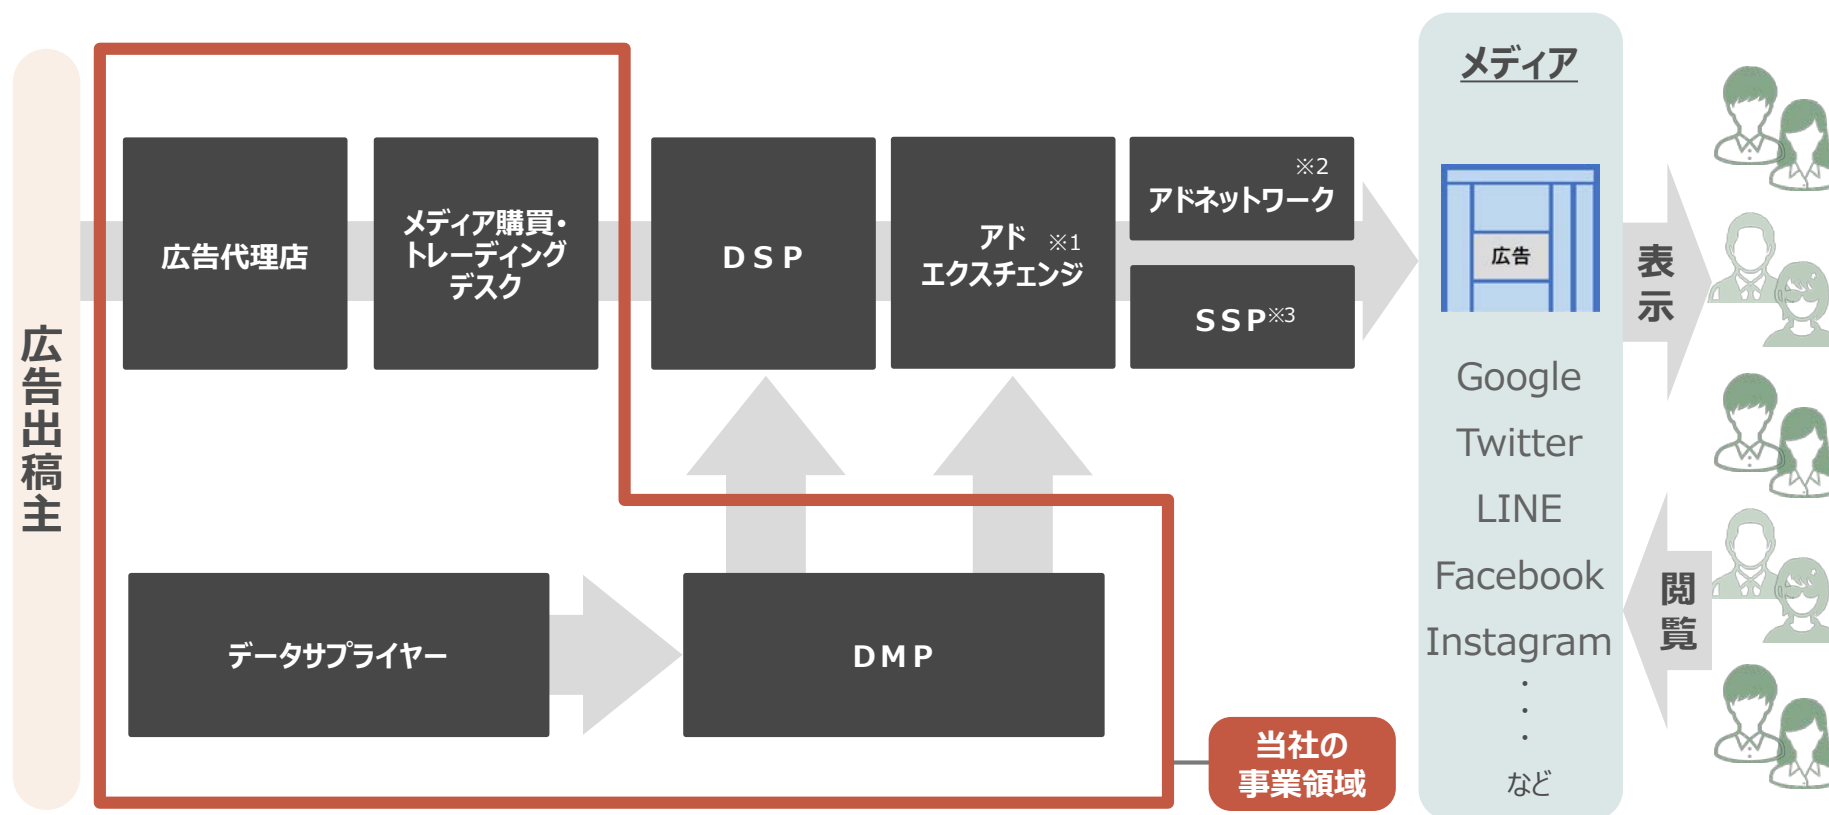 広告出稿主
広告代理店
メディア購買・
トレーディング
デスク
ＤＳＰ
アド ※1
エクスチェンジ
※2
アドネットワーク
ＳＳＰ※3
データサプライヤー
ＤＭＰ
当社の
事業領域
メディア
広告
Google
Twitter
LINE
Facebook
Instagram
・
・
・
など
表示
閲覧